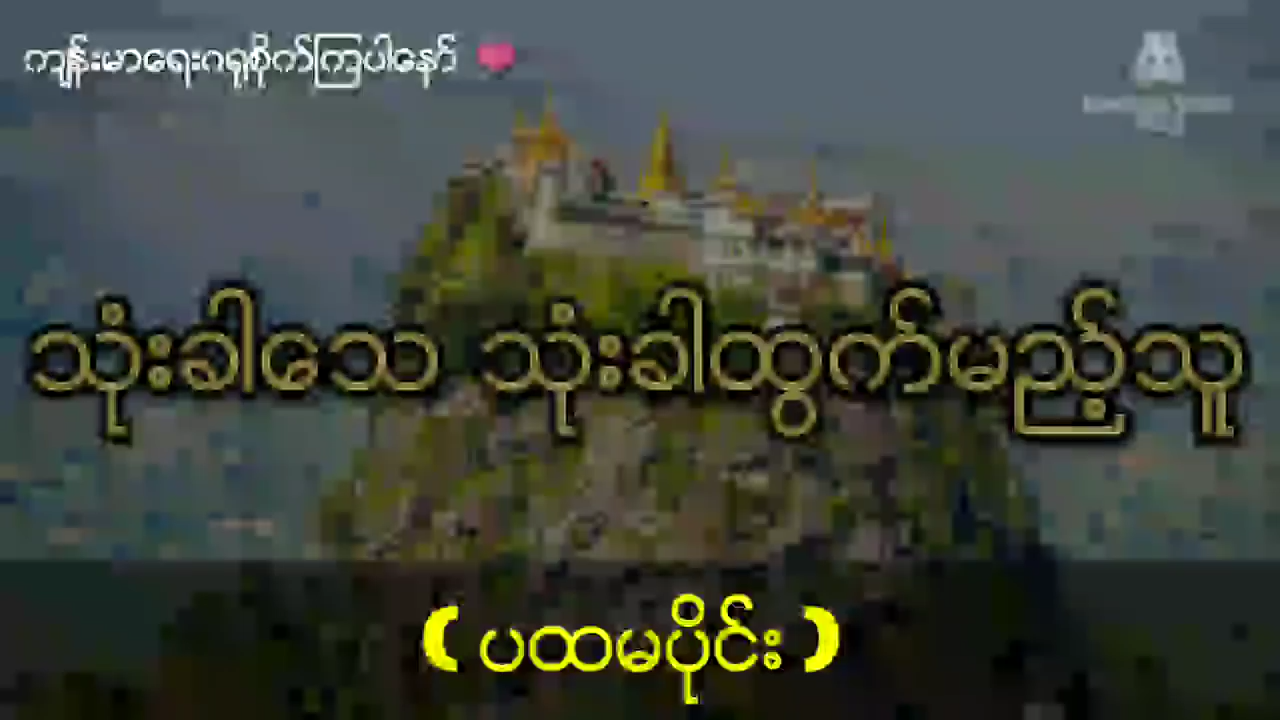 ကျန်းမာရေးဂရုစိုက်ကြပါနော် ❤
သုံးခါသေ သုံးခါထွက်မည့်သူ
(ပထမပိုင်း)